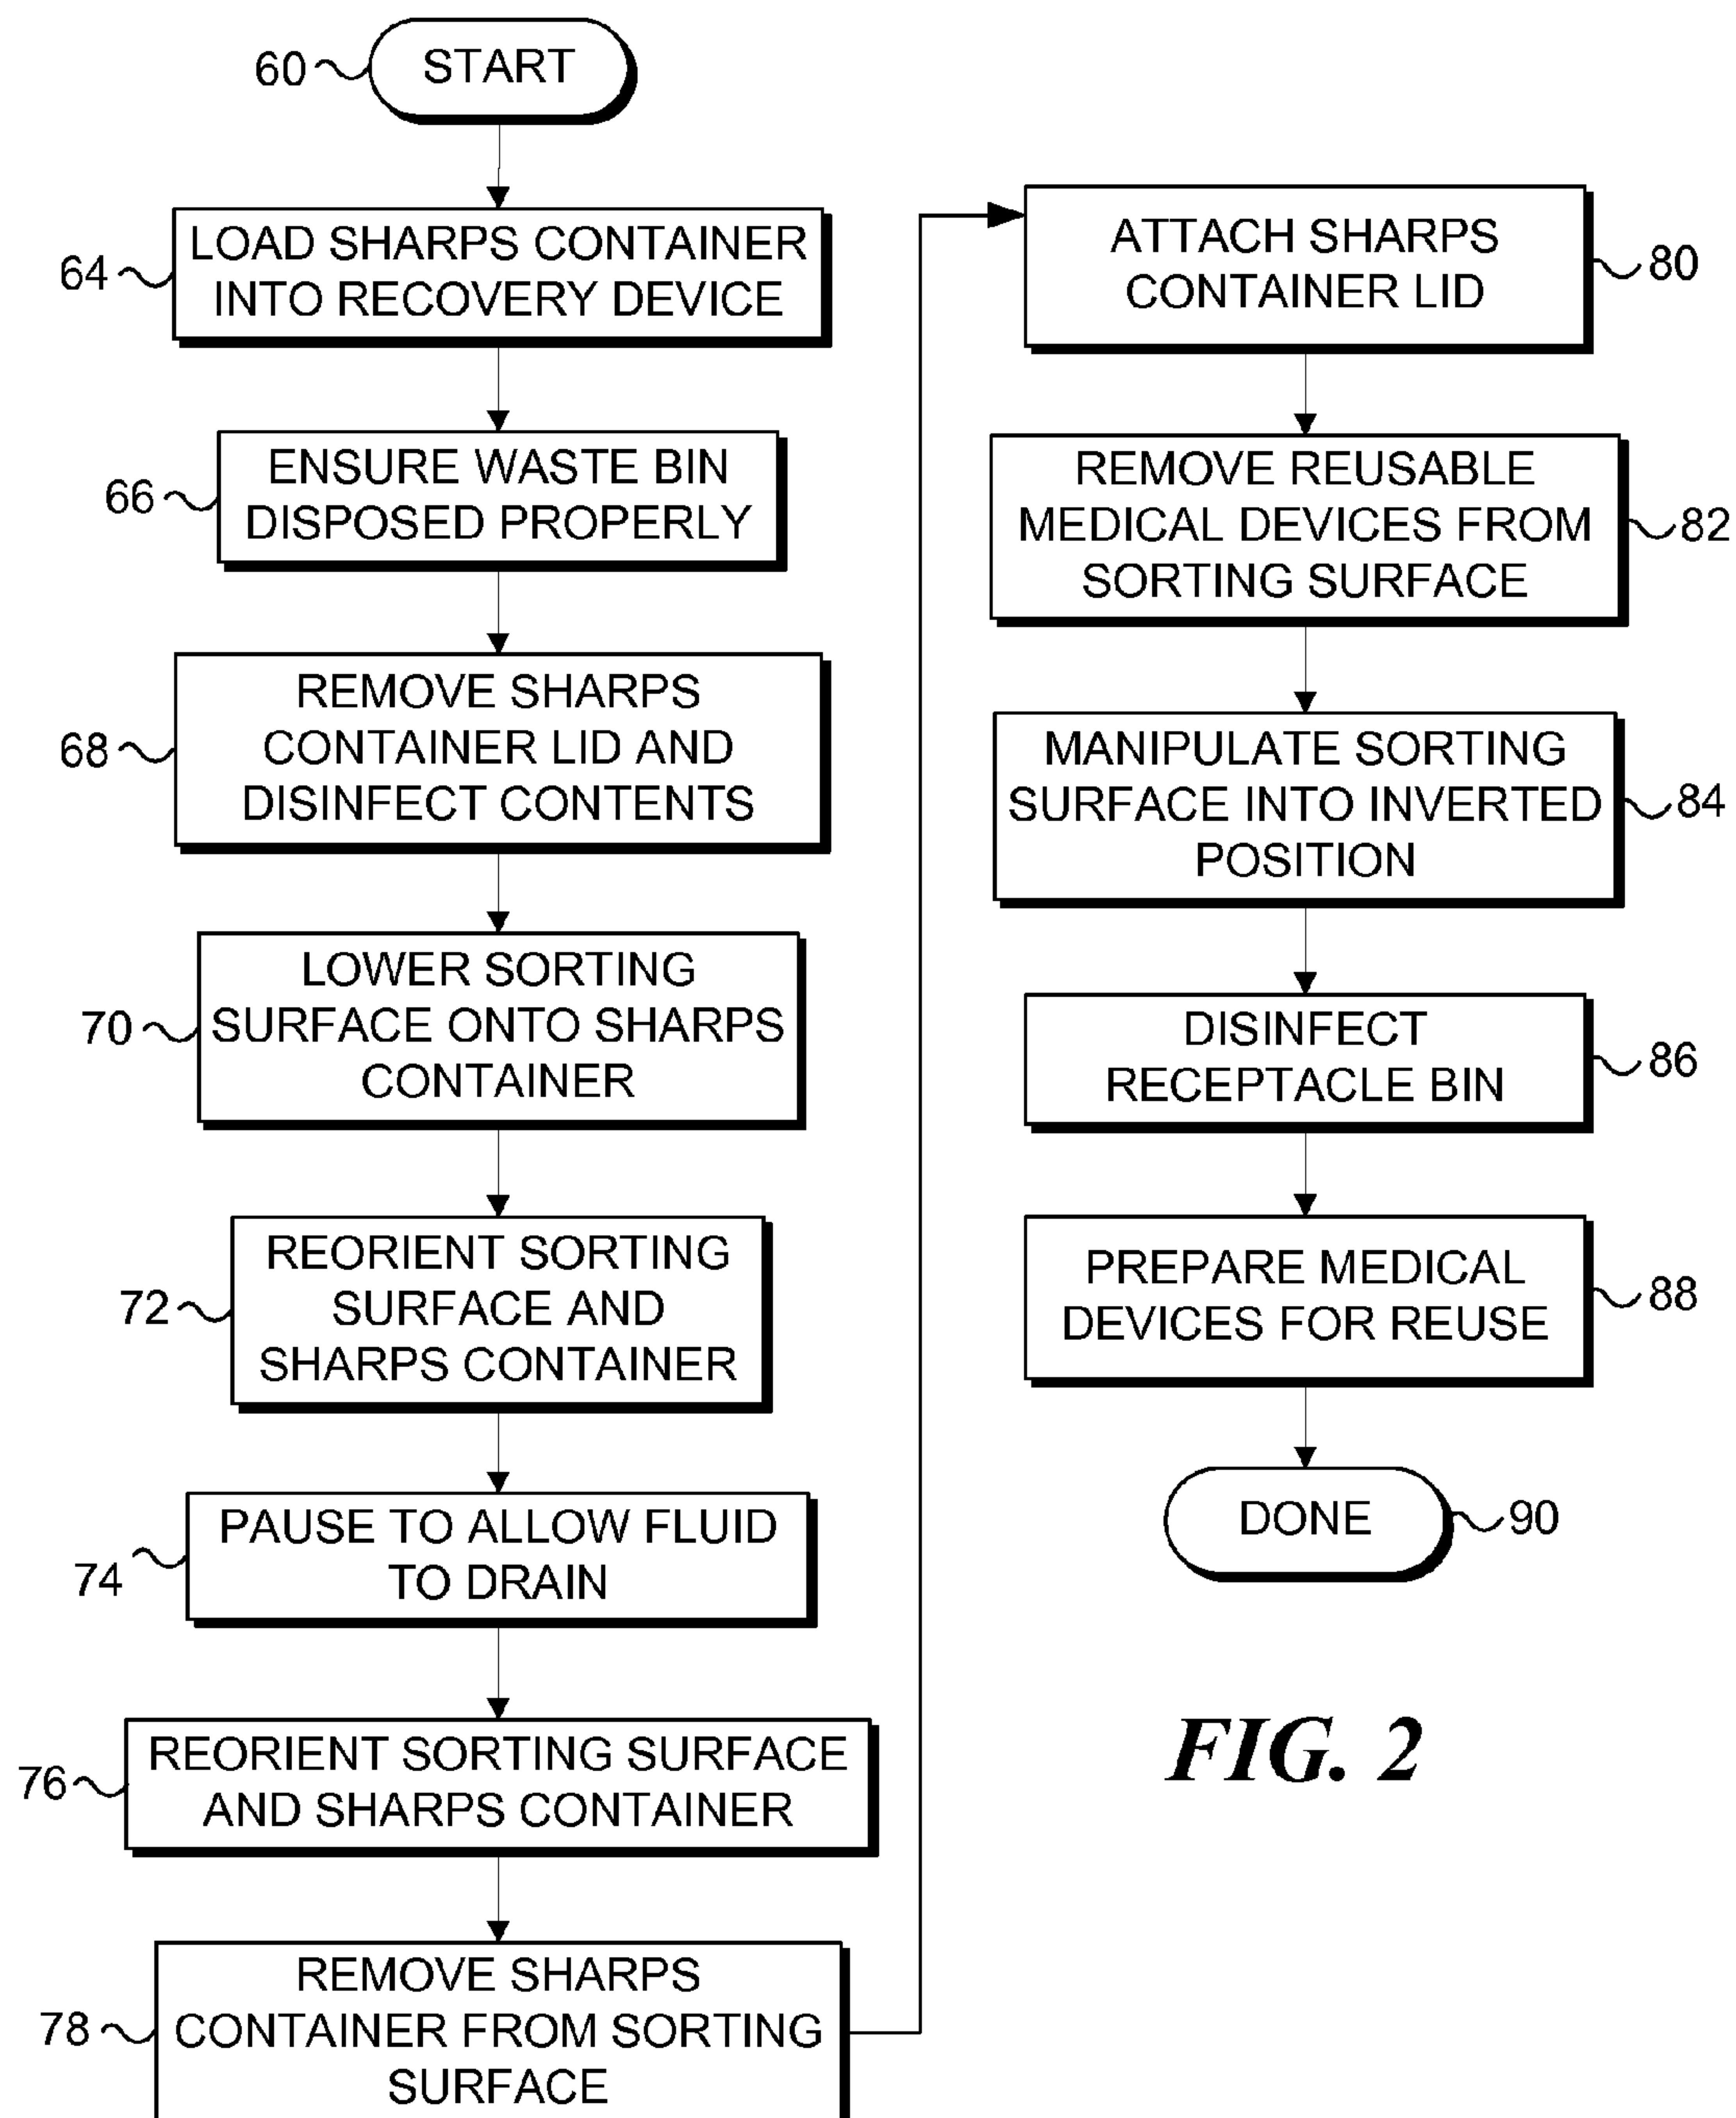 60
START
64
LOAD SHARPS CONTAINER
INTO RECOVERY DEVICE
66
ENSURE WASTE BIN
DISPOSED PROPERLY
68
REMOVE SHARPS
CONTAINER LID AND
DISINFECT CONTENTS
70
LOWER SORTING
SURFACE ONTO SHARPS
CONTAINER
72
REORIENT SORTING
SURFACE AND
SHARPS CONTAINER
74
PAUSE TO ALLOW FLUID
TO DRAIN
76
REORIENT SORTING SURFACE
AND SHARPS CONTAINER
78
REMOVE SHARPS
CONTAINER FROM SORTING
SURFACE
ATTACH SHARPS
CONTAINER LID
80
REMOVE REUSABLE
MEDICAL DEVICES FROM
SORTING SURFACE
82
MANIPULATE SORTING
SURFACE INTO INVERTED
POSITION
84
DISINFECT
RECEPTACLE BIN
86
PREPARE MEDICAL
DEVICES FOR REUSE
88
DONE
90
FIG. 2